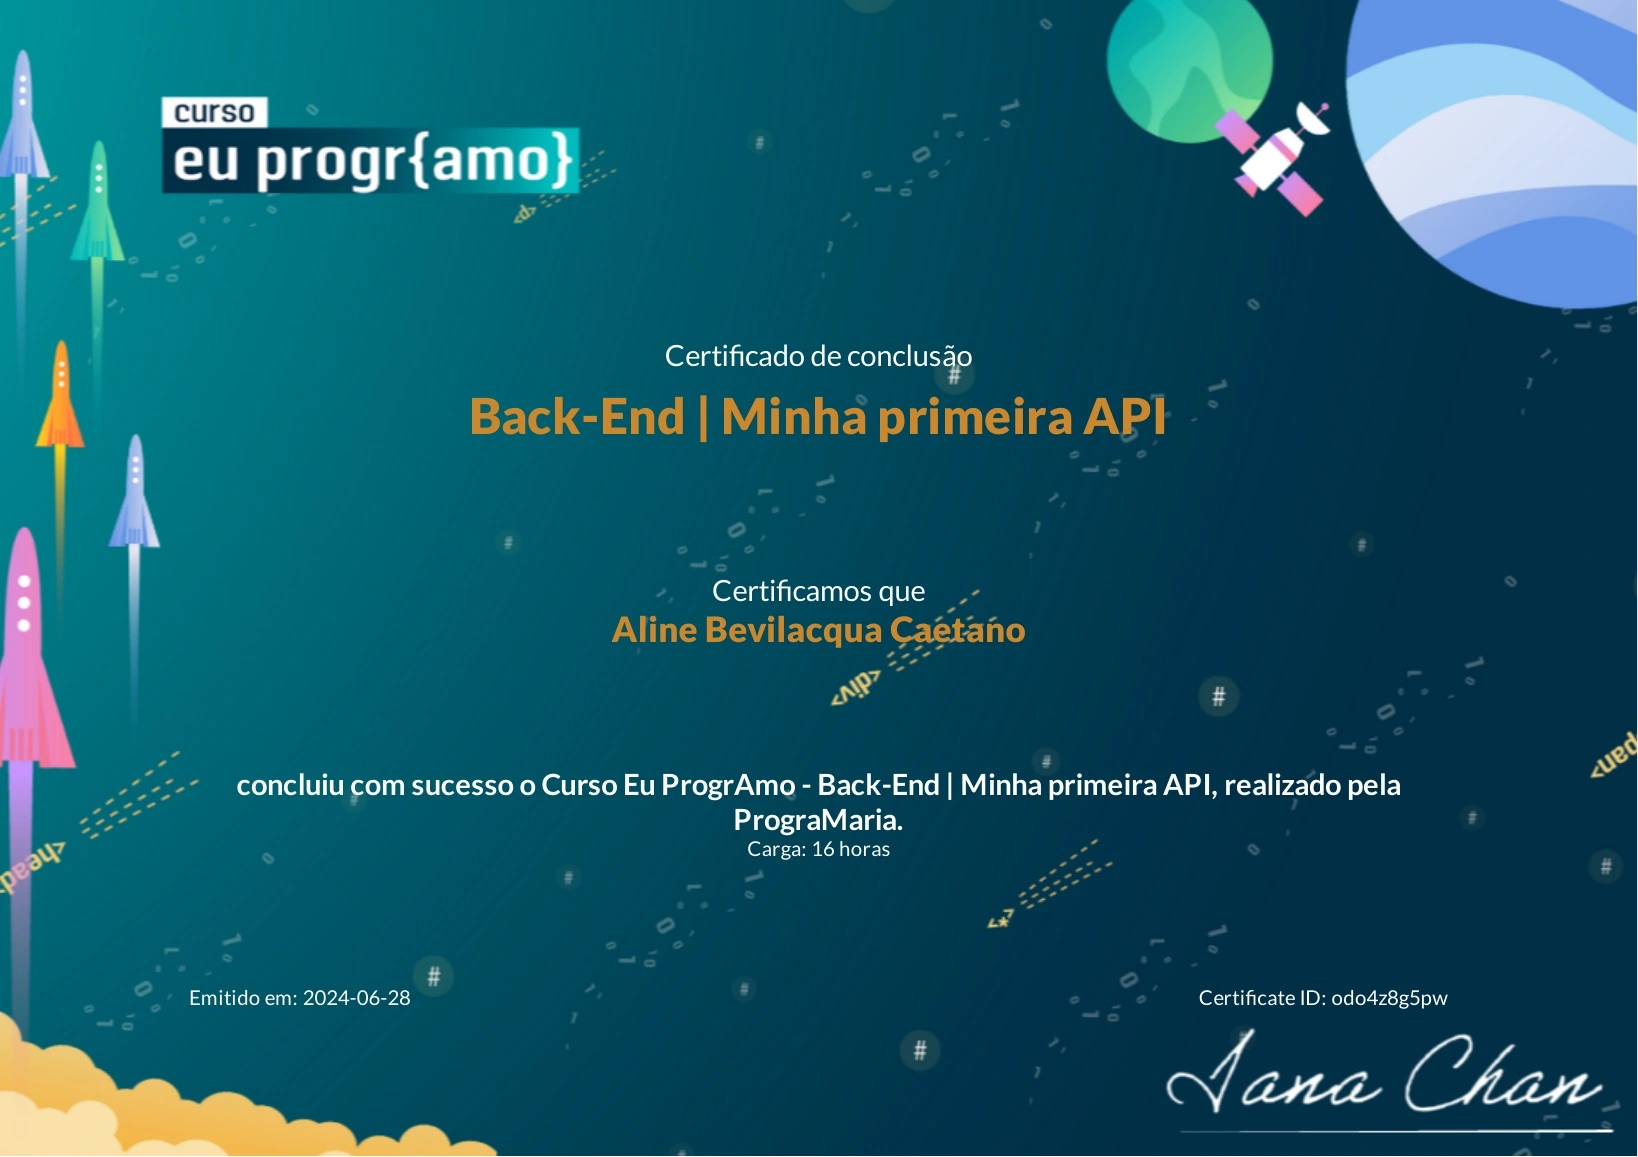 curso
eu progr{amo}
<p>
Certificado de conclusão
Back-End | Minha primeira API
Certificamos que
Aline Bevilacqua Caetano
<div>
concluiu com sucesso o Curso Eu ProgrAmo - Back-End | Minha primeira API, realizado pela
PrograMaria.
Carga: 16 horas
<head>
Emitido em: 2024-06-28
Certificate ID: odo4z8g5pw
Jana Chan